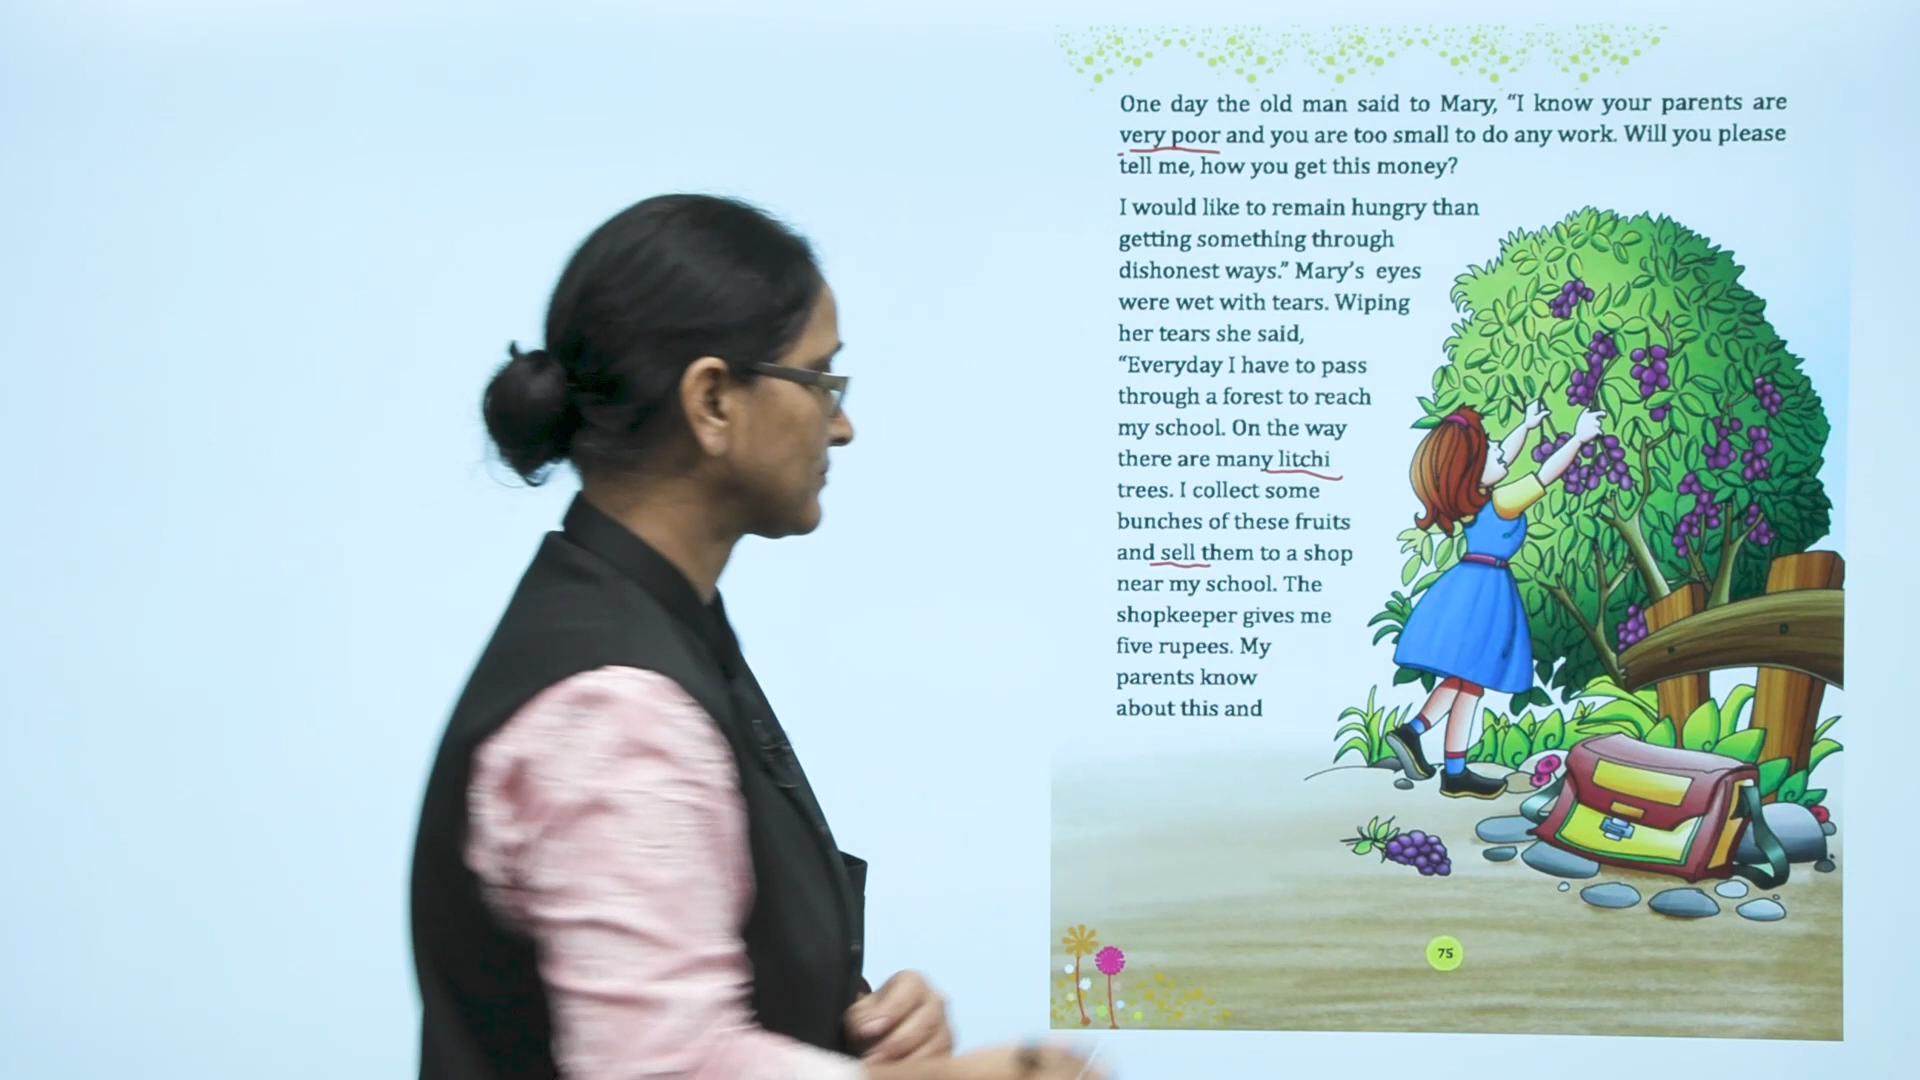 One day the old man said to Mary, “I know your parents are
very poor and you are too small to do any work. Will you please
tell me, how you get this money?
I would like to remain hungry than
getting something through
dishonest ways.” Mary’s eyes
were wet with tears. Wiping
her tears she said,
“Everyday I have to pass
through a forest to reach
my school. On the way
there are many litchi
trees. I collect some
bunches of these fruits
and sell them to a shop
near my school. The
shopkeeper gives me
five rupees. My
parents know
about this and
75